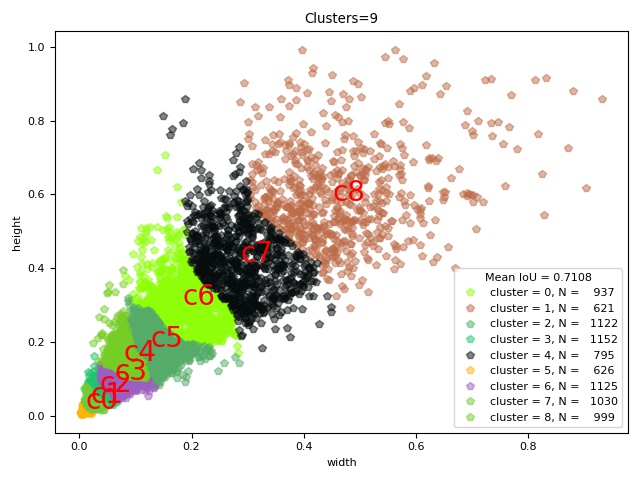 Clusters=9
1.0
0.8
0.6
0.4
0.2
0.0
height
c8
c7
c6
c5
c4
c3
c2
c1
c0
Mean IoU = 0.7108
cluster = 0, N = 937
cluster = 1, N = 621
cluster = 2, N = 1122
cluster = 3, N = 1152
cluster = 4, N = 795
cluster = 5, N = 626
cluster = 6, N = 1125
cluster = 7, N = 1030
cluster = 8, N = 999
0.0 0.2 0.4 0.6 0.8
width